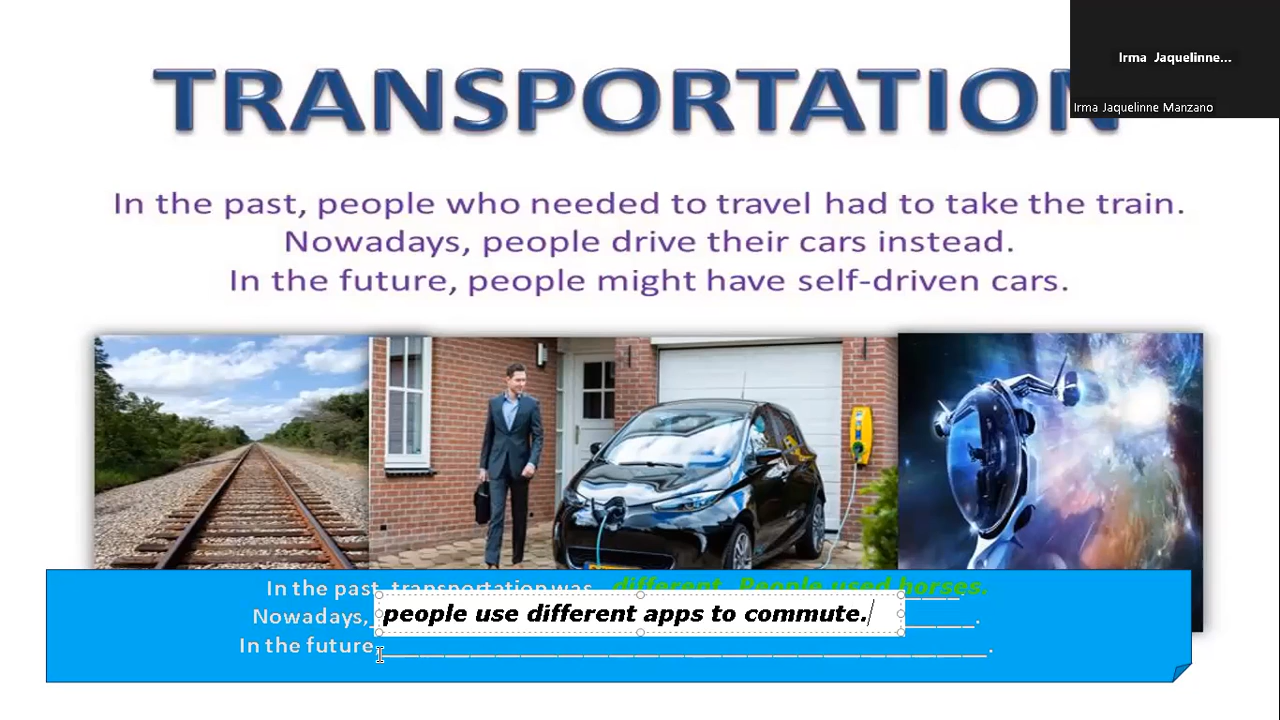 TRANSPORTATION
Irma Jaquelinne...
Irma Jaquelinne Manzano
In the past, people who needed to travel had to take the train.
Nowadays, people drive their cars instead.
In the future, people might have self-driven cars.
In the past, transportation was different. People used horses.
Nowadays, people use different apps to commute.
In the future,